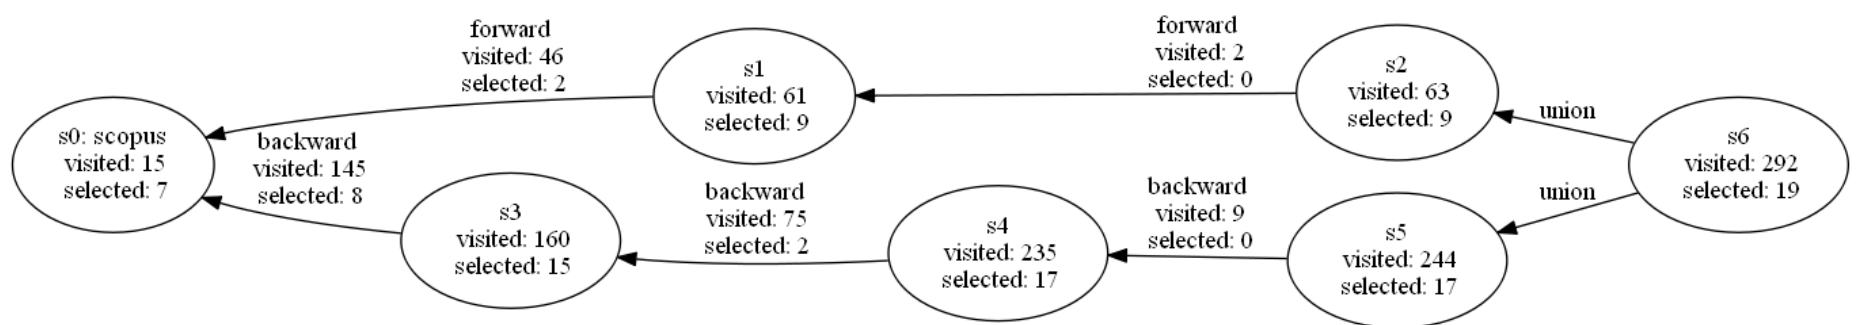 s0: scopus
visited: 15
selected: 7
forward
visited: 46
selected: 2
s1
visited: 61
selected: 9
forward
visited: 2
selected: 0
s2
visited: 63
selected: 9
union
s6
visited: 292
selected: 19
backward
visited: 145
selected: 8
s3
visited: 160
selected: 15
backward
visited: 75
selected: 2
s4
visited: 235
selected: 17
backward
visited: 9
selected: 0
s5
visited: 244
selected: 17
union